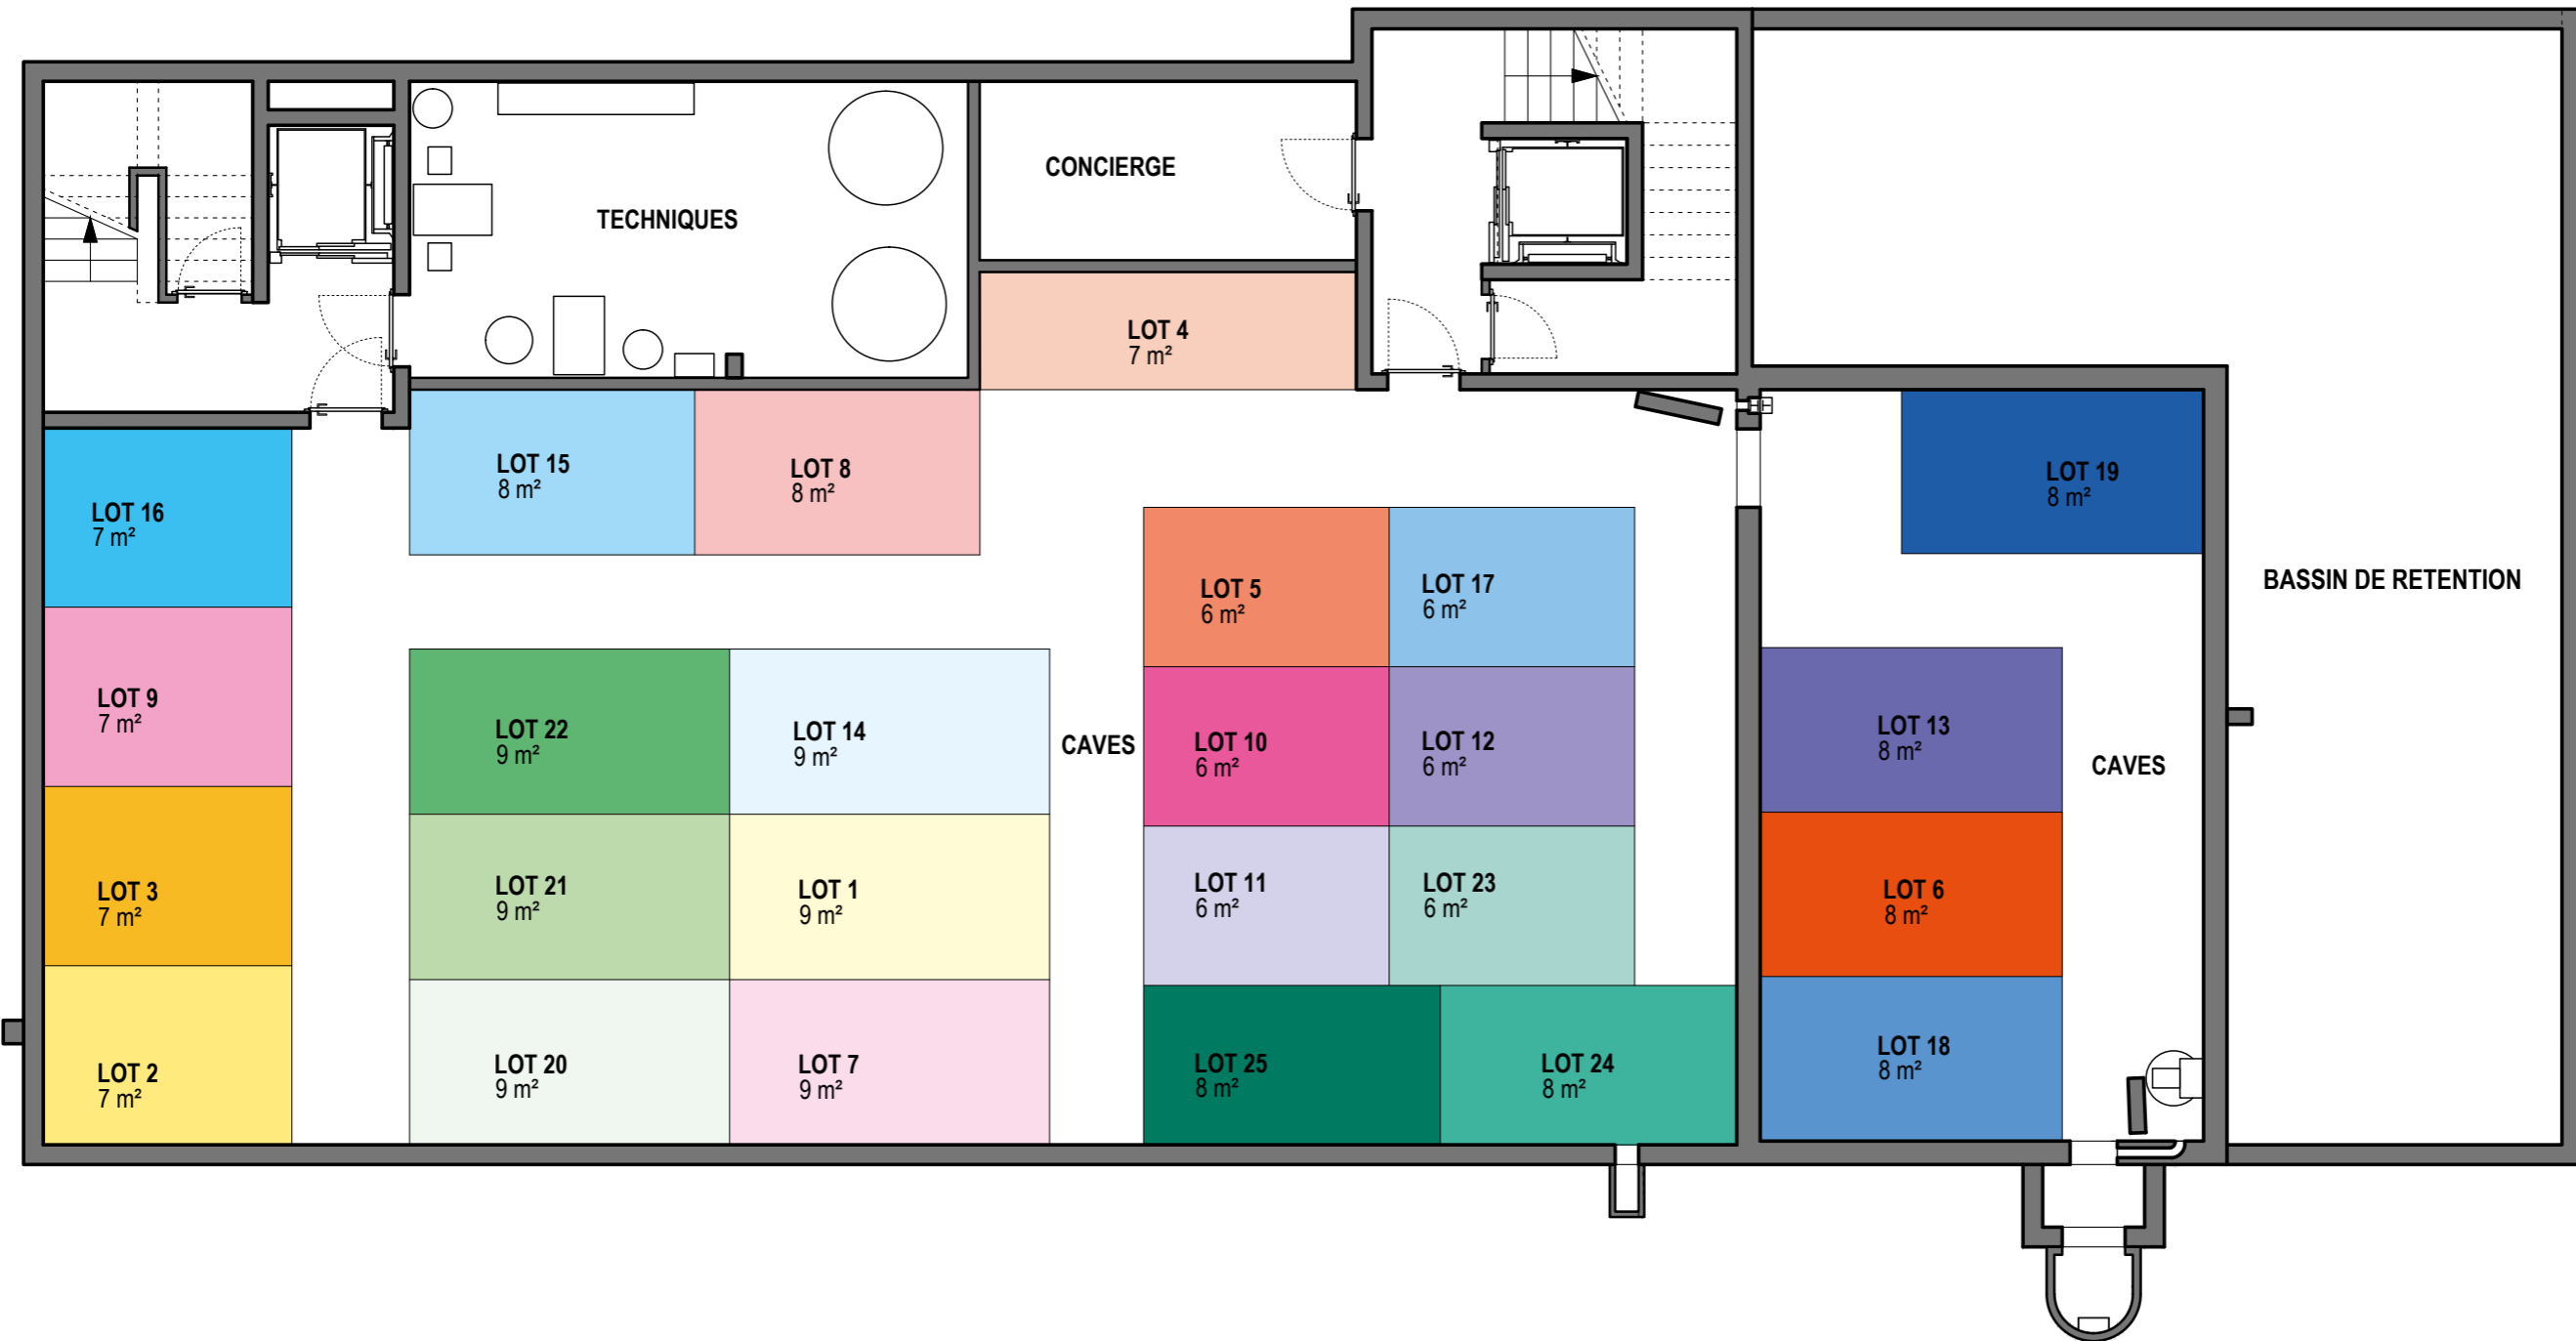 CONCIERGE
TECHNIQUES
LOT 4
7 m²
LOT 15
8 m²
LOT 8
8 m²
LOT 19
8 m²
LOT 16
7 m²
LOT 5
6 m²
LOT 17
6 m²
BASSIN DE RETENTION
LOT 9
7 m²
LOT 22
9 m²
LOT 14
9 m²
CAVES
LOT 10
6 m²
LOT 12
6 m²
LOT 13
8 m²
CAVES
LOT 3
7 m²
LOT 21
9 m²
LOT 1
9 m²
LOT 11
6 m²
LOT 23
6 m²
LOT 6
8 m²
LOT 2
7 m²
LOT 20
9 m²
LOT 7
9 m²
LOT 25
8 m²
LOT 24
8 m²
LOT 18
8 m²